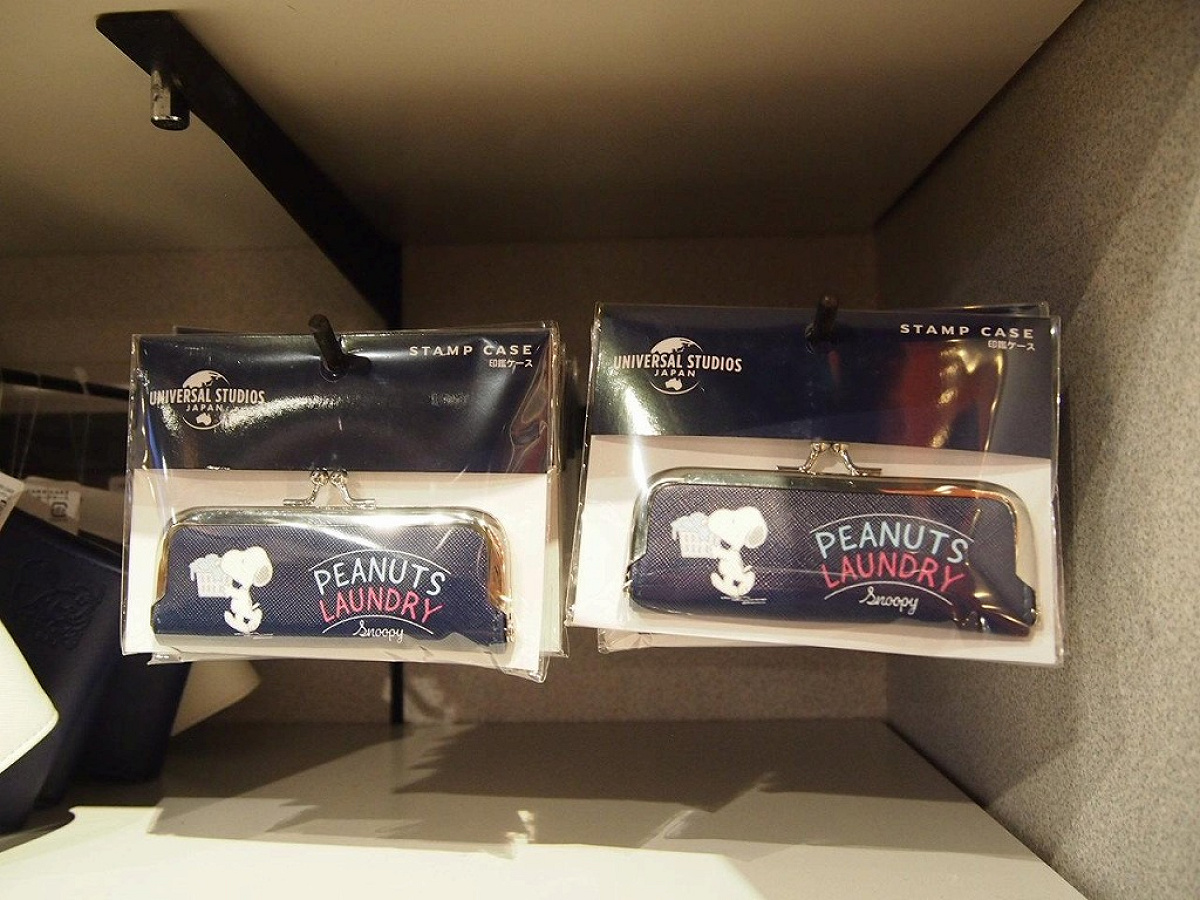 STAMP CASE
印鑑ケース
UNIVERSAL STUDIOS
JAPAN
PEANUTS
LAUNDRY
Snoopy
STAMP CASE
印鑑ケース
UNIVERSAL STUDIOS
JAPAN
PEANUTS
LAUNDRY
Snoopy